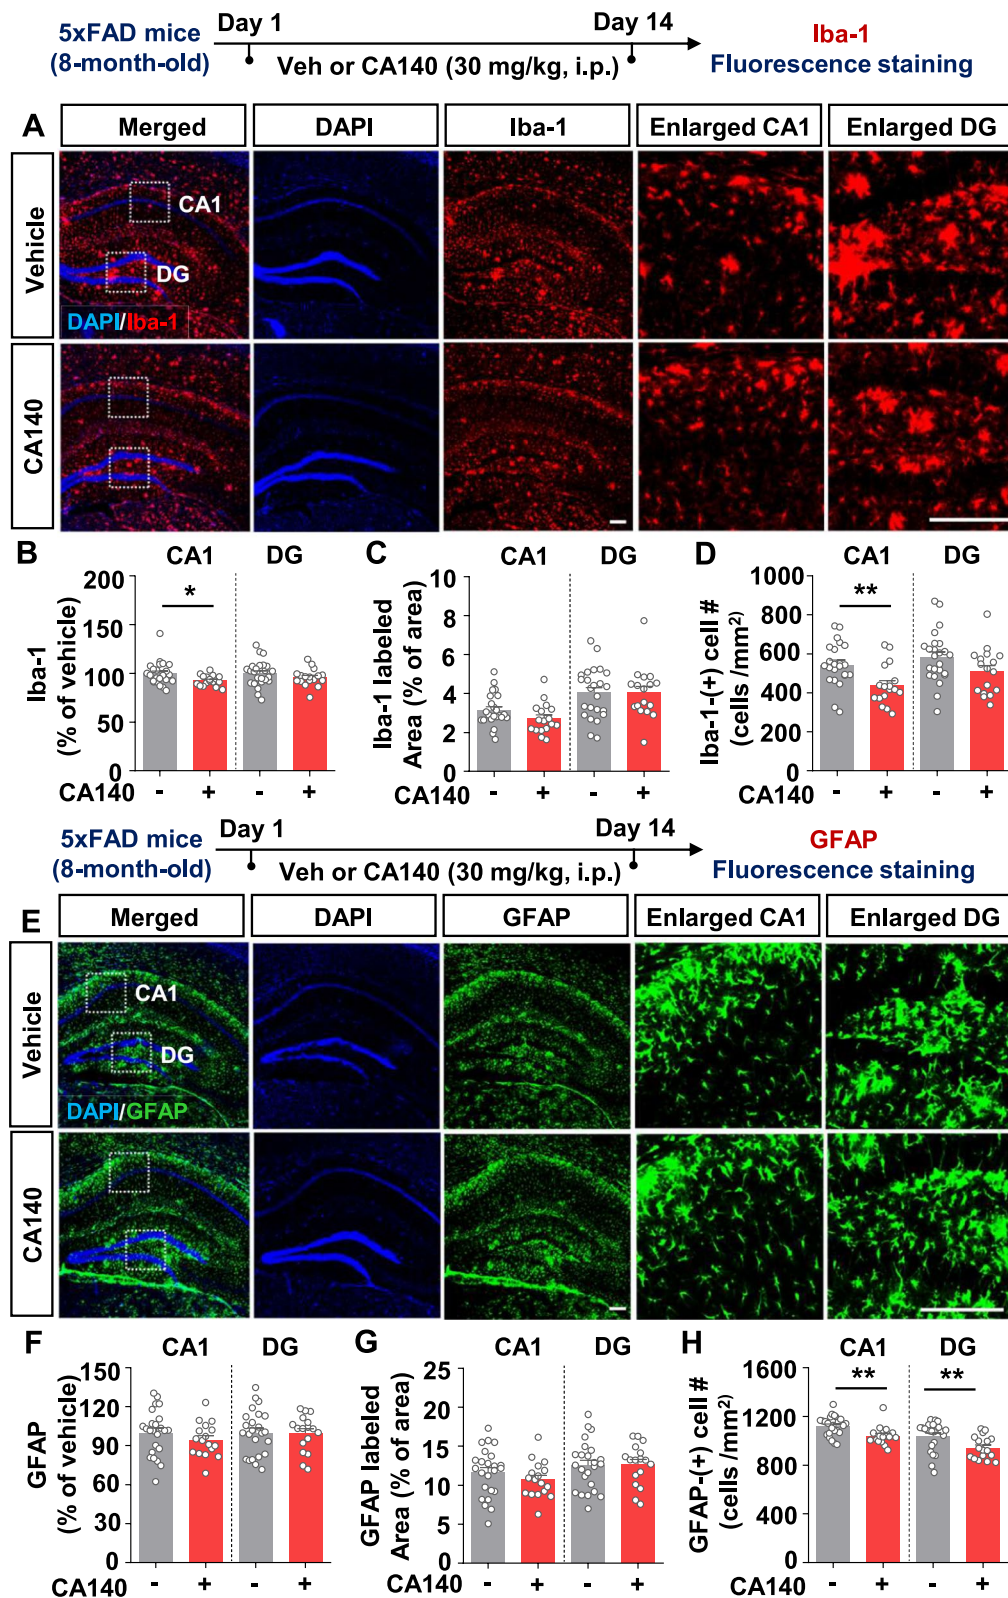 5xFAD mice
(8-month-old)
Day 1
Day 14
Veh or CA140 (30 mg/kg, i.p.)
Iba-1
Fluorescence staining
A
Merged
DAPI
Iba-1
Enlarged CA1
Enlarged DG
Vehicle
CA1
DG
DAPI/Iba-1
CA140
B
CA1
DG
Iba-1
(% of vehicle)
200
150
100
50
0
*
CA140
- + - +
C
CA1
DG
Iba-1 labeled
Area (% of area)
10
8
6
4
2
0
CA140
- + - +
D
CA1
DG
Iba-1-(+) cell #
(cells /mm²)
1000
800
600
400
200
0
**
CA140
- + - +
5xFAD mice
(8-month-old)
Day 1
Day 14
Veh or CA140 (30 mg/kg, i.p.)
GFAP
Fluorescence staining
E
Merged
DAPI
GFAP
Enlarged CA1
Enlarged DG
Vehicle
CA1
DG
DAPI/GFAP
CA140
F
CA1
DG
GFAP
(% of vehicle)
150
120
90
60
30
0
CA140
- + - +
G
CA1
DG
GFAP labeled
Area (% of area)
25
20
15
10
5
0
CA140
- + - +
H
CA1
DG
GFAP-(+) cell #
(cells /mm²)
1600
1200
800
400
0
**
**
CA140
- + - +